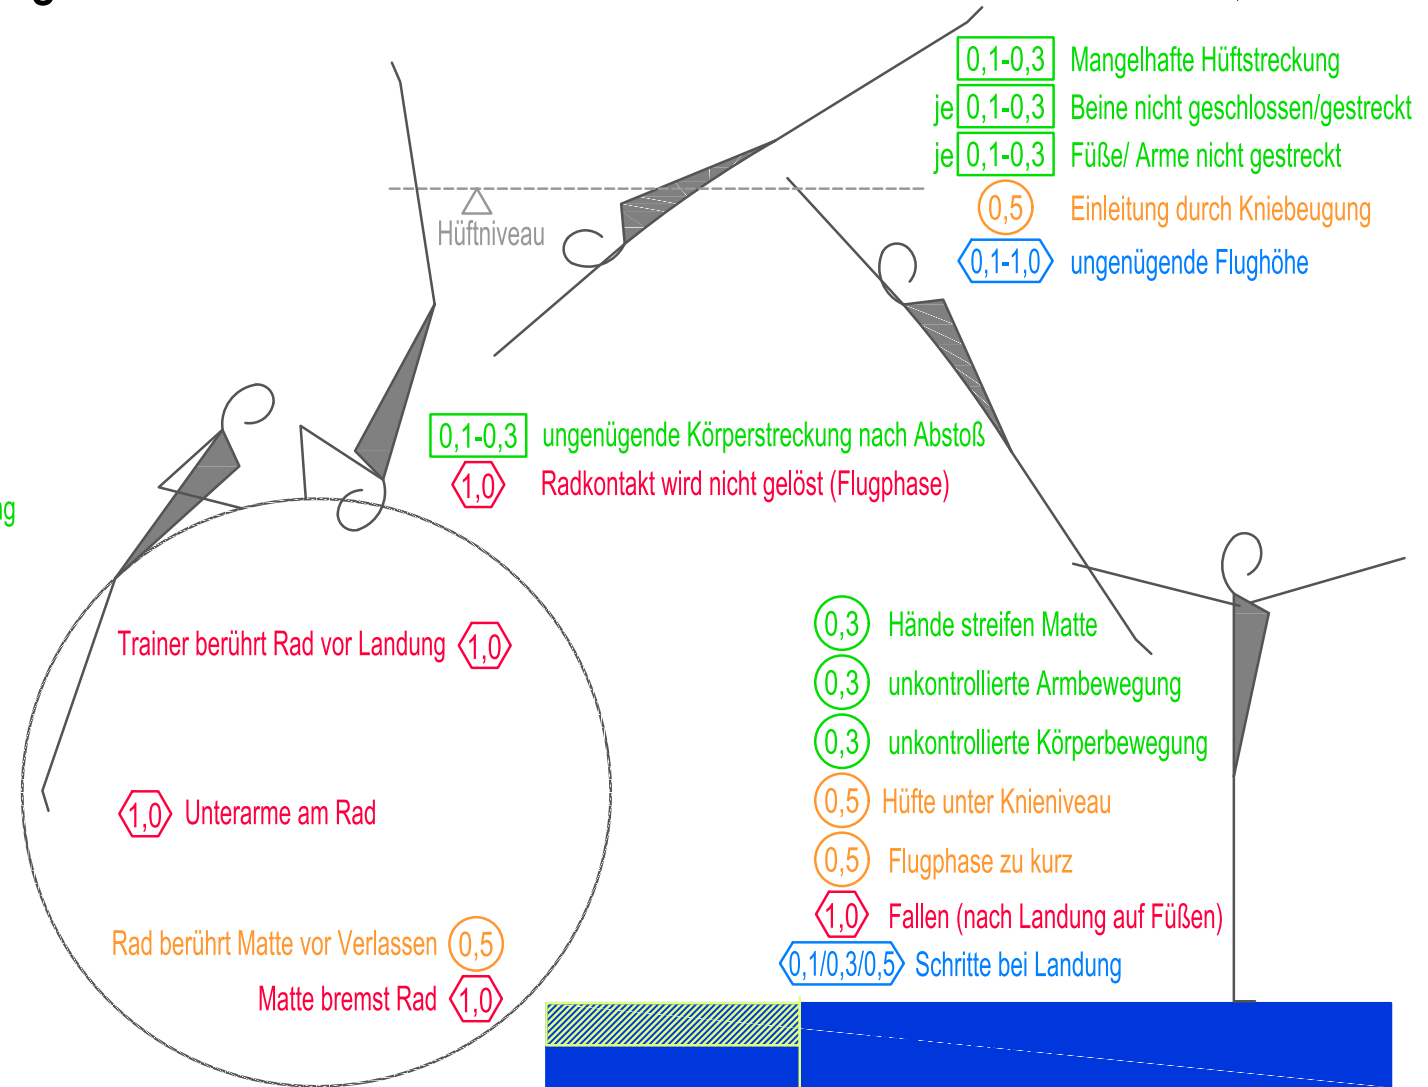 g
0,1-0,3 Mangelhafte Hüftstreckung
je 0,1-0,3 Beine nicht geschlossen/gestreckt
je 0,1-0,3 Füße/ Arme nicht gestreckt
0,5 Einleitung durch Kniebeugung
0,1-1,0 ungenügende Flughöhe
Hüftniveau
0,1-0,3 ungenügende Körperstreckung nach Abstoß
1,0 Radkontakt wird nicht gelöst (Flugphase)
ng
Trainer berührt Rad vor Landung 1,0
1,0 Unterarme am Rad
Rad berührt Matte vor Verlassen 0,5
Matte bremst Rad 1,0
0,3 Hände streifen Matte
0,3 unkontrollierte Armbewegung
0,3 unkontrollierte Körperbewegung
0,5 Hüfte unter Knieniveau
0,5 Flugphase zu kurz
1,0 Fallen (nach Landung auf Füßen)
0,1/0,3/0,5 Schritte bei Landung